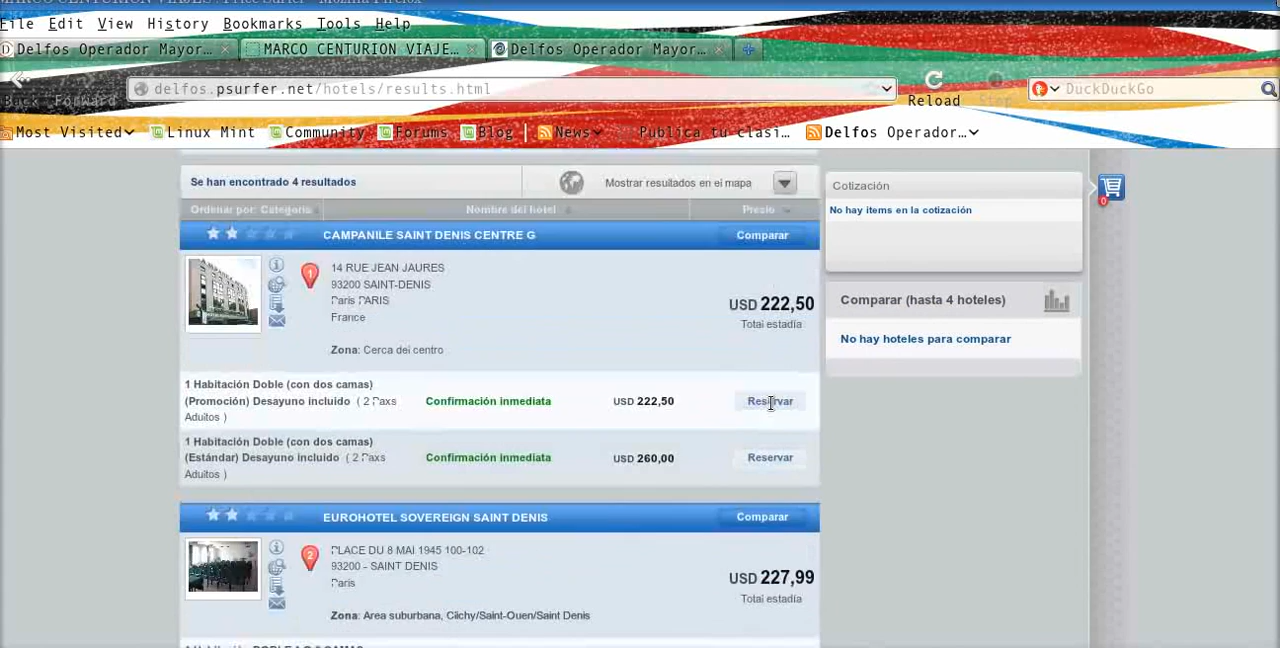 File Edit View History Bookmarks Tools Help
Delfos Operador Mayor...
MARCO CENTURION VIAJE...
Delfos Operador Mayor...
Back Forward
delfos.psurfer.net/hotels/results.html
Reload
Stop
DuckDuckGo
Most Visited
Linux Mint
Community
Forums
Blog
News
Publica tu clasi...
Delfos Operador...
Se han encontrado 4 resultados
Mostrar resultados en el mapa
Ordenar por: Categoría
Nombre del hotel
Precio
CAMPANILE SAINT DENIS CENTRE G
Comparar
1
14 RUE JEAN JAURES
93200 SAINT-DENIS
Paris PARIS
France
Zona: Cerca del centro
USD 222,50
Total estadía
1 Habitación Doble (con dos camas)
(Promoción) Desayuno incluido ( 2 Paxs
Adultos )
Confirmación inmediata
USD 222,50
Reservar
1 Habitación Doble (con dos camas)
(Estándar) Desayuno incluido ( 2 Paxs
Adultos )
Confirmación inmediata
USD 260,00
Reservar
EUROHOTEL SOVEREIGN SAINT DENIS
Comparar
2
PLACE DU 8 MAI 1945 100-102
93200 - SAINT DENIS
Paris
Zona: Area suburbana, Clichy/Saint-Ouen/Saint Denis
USD 227,99
Total estadía
Cotización
No hay items en la cotización
0
Comparar (hasta 4 hoteles)
No hay hoteles para comparar